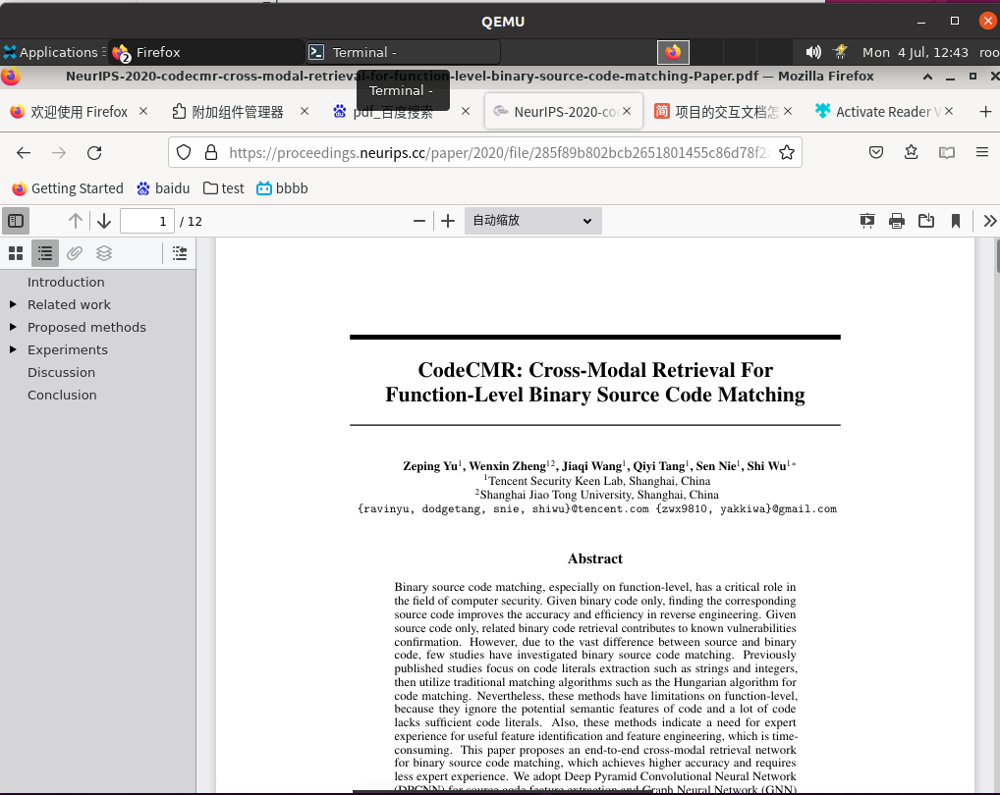 QEMU
Applications
2 Firefox
Terminal -
Mon 4 Jul, 12:43 roo
NeurIPS-2020-codecmr-cross-modal-retrieval-for-function-level-binary-source-code-matching-Paper.pdf — Mozilla Firefox
Terminal -
欢迎使用 Firefox
附加组件管理器
pdf_百度搜索
NeurIPS-2020-co
简 项目的交互文档怎
Activate Reader V
https://proceedings.neurips.cc/paper/2020/file/285f89b802bcb2651801455c86d78f2
Getting Started
baidu
test
bbbb
1 / 12
自动缩放
Introduction
Related work
Proposed methods
Experiments
Discussion
Conclusion
CodeCMR: Cross-Modal Retrieval For
Function-Level Binary Source Code Matching
Zeping Yu1, Wenxin Zheng12, Jiaqi Wang1, Qiyi Tang1, Sen Nie1, Shi Wu1*
1Tencent Security Keen Lab, Shanghai, China
2Shanghai Jiao Tong University, Shanghai, China
{ravinyu, dodgetang, snie, shiwu}@tencent.com {zwx9810, yakkiwa}@gmail.com
Abstract
Binary source code matching, especially on function-level, has a critical role in
the field of computer security. Given binary code only, finding the corresponding
source code improves the accuracy and efficiency in reverse engineering. Given
source code only, related binary code retrieval contributes to known vulnerabilities
confirmation. However, due to the vast difference between source and binary
code, few studies have investigated binary source code matching. Previously
published studies focus on code literals extraction such as strings and integers,
then utilize traditional matching algorithms such as the Hungarian algorithm for
code matching. Nevertheless, these methods have limitations on function-level,
because they ignore the potential semantic features of code and a lot of code
lacks sufficient code literals. Also, these methods indicate a need for expert
experience for useful feature identification and feature engineering, which is time-
consuming. This paper proposes an end-to-end cross-modal retrieval network
for binary source code matching, which achieves higher accuracy and requires
less expert experience. We adopt Deep Pyramid Convolutional Neural Network
(DPCNN) for source code feature extraction and Graph Neural Network (GNN)